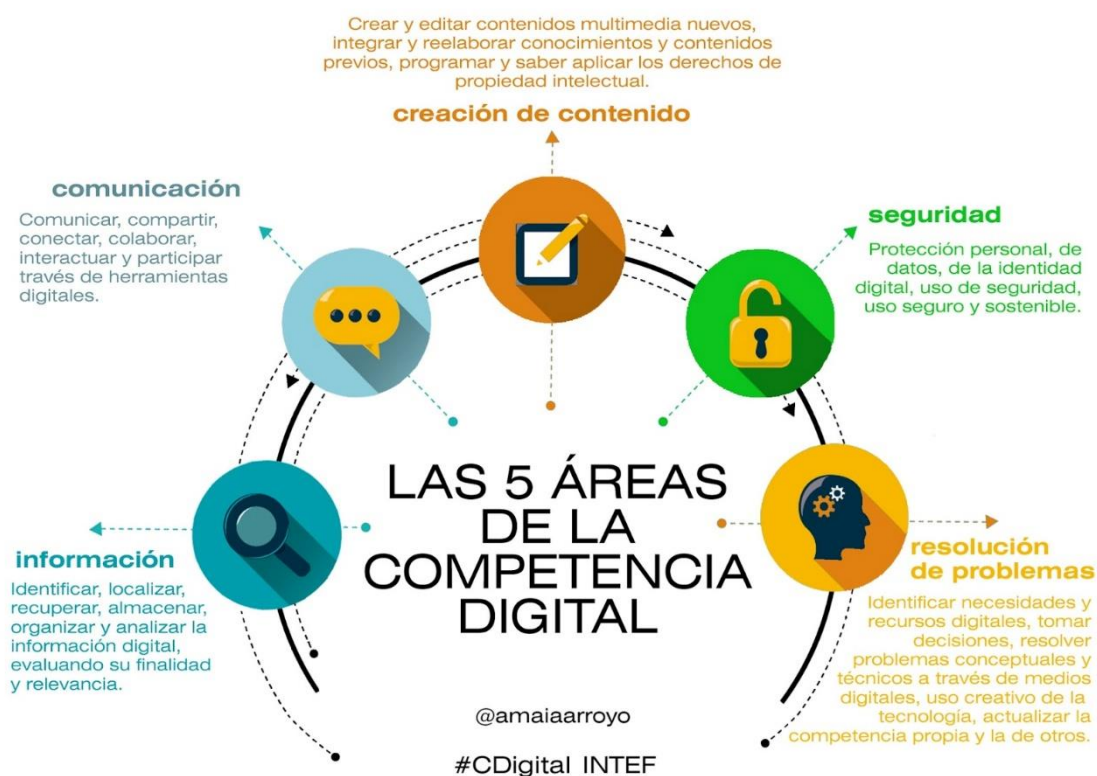 Crear y editar contenidos multimedia nuevos,
integrar y reelaborar conocimientos y contenidos
previos, programar y saber aplicar los derechos de
propiedad intelectual.
creación de contenido
comunicación
Comunicar, compartir,
conectar, colaborar,
interactuar y participar
través de herramientas
digitales.
seguridad
Protección personal, de
datos, de la identidad
digital, uso de seguridad,
uso seguro y sostenible.
información
Identificar, localizar,
recuperar, almacenar,
organizar y analizar la
información digital,
evaluando su finalidad
y relevancia.
LAS 5 ÁREAS
DE LA
COMPETENCIA
DIGITAL
resolución
de problemas
Identificar necesidades y
recursos digitales, tomar
decisiones, resolver
problemas conceptuales y
técnicos a través de medios
digitales, uso creativo de la
tecnología, actualizar la
competencia propia y la de otros.
@amaiaarroyo
#CDigital INTEF